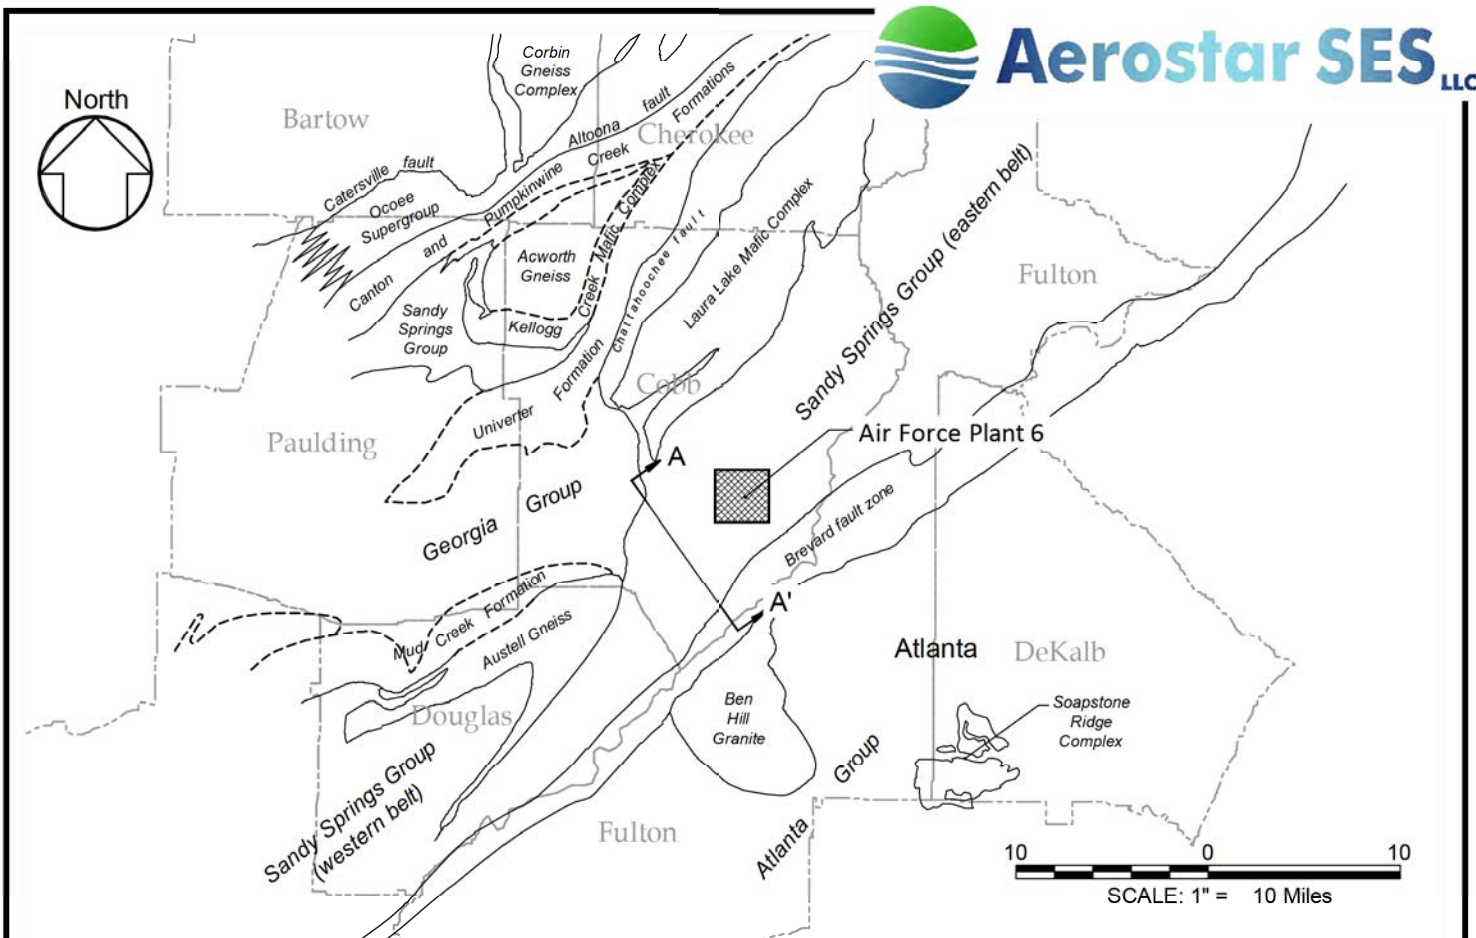 Aerostar SES LLC
North
Bartow
Corbin
Gneiss
Complex
Altoona fault
Cherokee
Catersville fault
Ocoee
Supergroup
Canton and Pumpkinwine Creek Formations
Acworth
Gneiss
Kellogg Creek Mafic Complex
Sandy
Springs
Group
Chattahoochee fault
Laura Lake Mafic Complex
Sandy Springs Group (eastern belt)
Fulton
Univerter Formation
Cobb
Paulding
Air Force Plant 6
A
Georgia Group
Brevard fault zone
A'
Mud Creek Formation
Austell Gneiss
Atlanta
DeKalb
Douglas
Ben
Hill
Granite
Soapstone
Ridge
Complex
Sandy Springs Group
(western belt)
Fulton
Atlanta Group
10 0 10
SCALE: 1" = 10 Miles